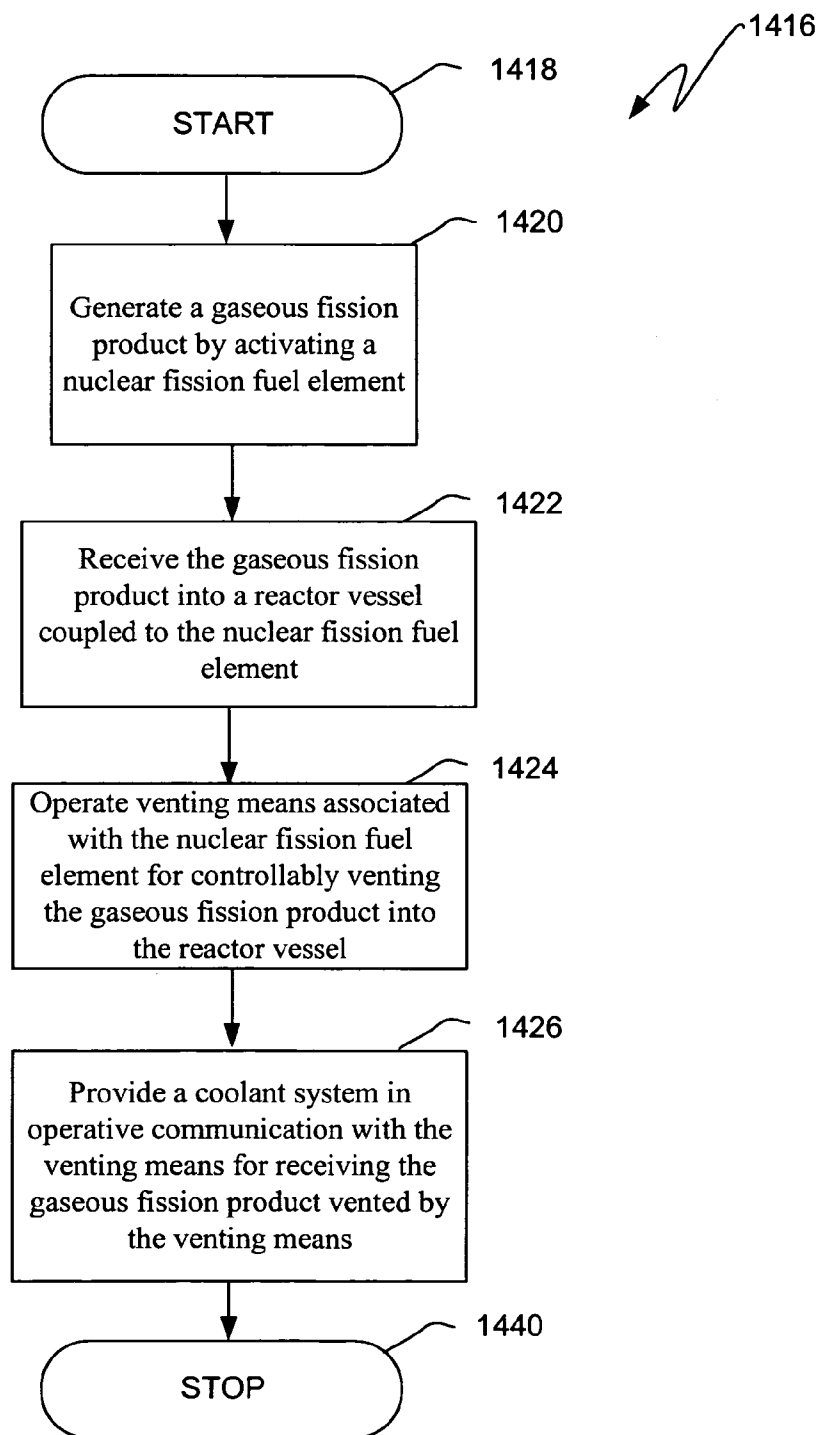 1416
1418
START
1420
Generate a gaseous fission
product by activating a
nuclear fission fuel element
1422
Receive the gaseous fission
product into a reactor vessel
coupled to the nuclear fission fuel
element
1424
Operate venting means associated
with the nuclear fission fuel
element for controllably venting
the gaseous fission product into
the reactor vessel
1426
Provide a coolant system in
operative communication with the
venting means for receiving the
gaseous fission product vented by
the venting means
1440
STOP